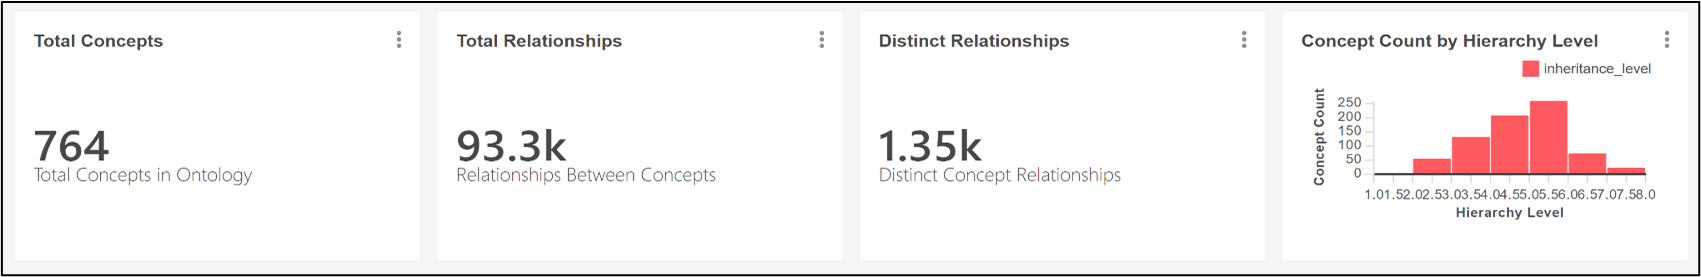 Total Concepts
764
Total Concepts in Ontology
Total Relationships
93.3k
Relationships Between Concepts
Distinct Relationships
1.35k
Distinct Concept Relationships
Concept Count by Hierarchy Level
inheritance_level
Concept Count
250
200
150
100
50
0
1.01.52.02.53.03.54.04.55.05.56.06.57.07.58.0
Hierarchy Level